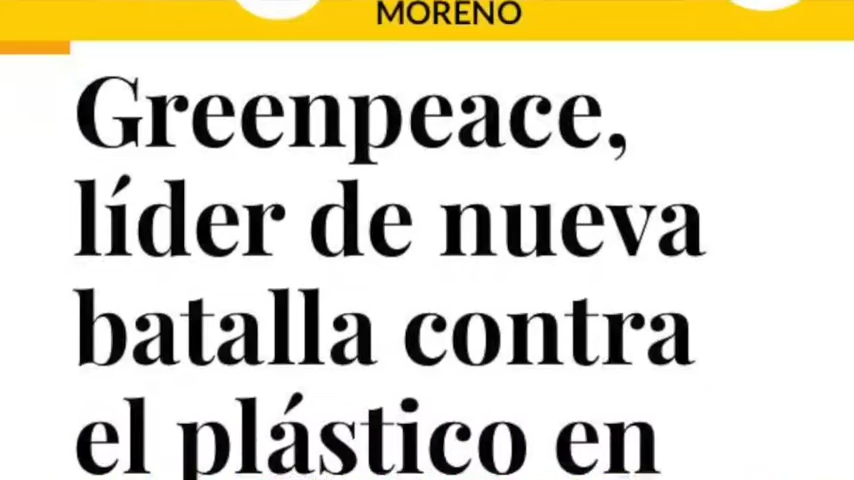 MORENO
Greenpeace,
líder de nueva
batalla contra
el plástico en